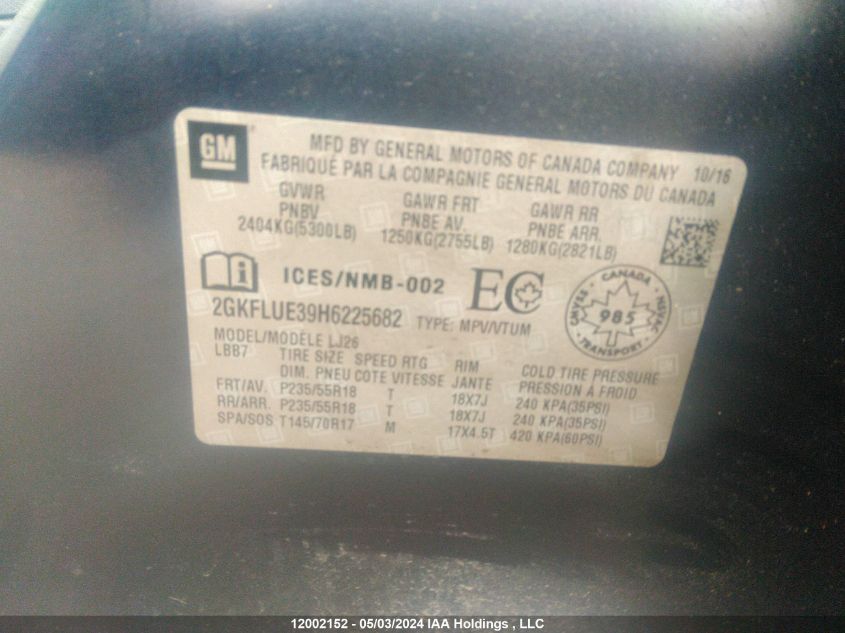 GM
MFD BY GENERAL MOTORS OF CANADA COMPANY 10/16
FABRIQUÉ PAR LA COMPAGNIE GENERAL MOTORS DU CANADA
GVWR GAWR FRT GAWR RR
PNBV PNBE AV. PNBE ARR.
2404KG(5300LB) 1250KG(2755LB) 1280KG(2821LB)
ICES/NMB-002 EC
2GKFLUE39H6225682 TYPE: MPV/VTUM
CANADA
985
TRANSPORT
MODEL/MODÈLE LJ26
LBB7 TIRE SIZE SPEED RTG RIM COLD TIRE PRESSURE
DIM. PNEU COTE VITESSE JANTE PRESSION A FROID
FRT/AV. P235/55R18 T 18X7J 240 KPA(35PSI)
RR/ARR. P235/55R18 T 18X7J 240 KPA(35PSI)
SPA/SOS T145/70R17 M 17X4.5T 420 KPA(60PSI)
12002152 - 05/03/2024 IAA Holdings , LLC